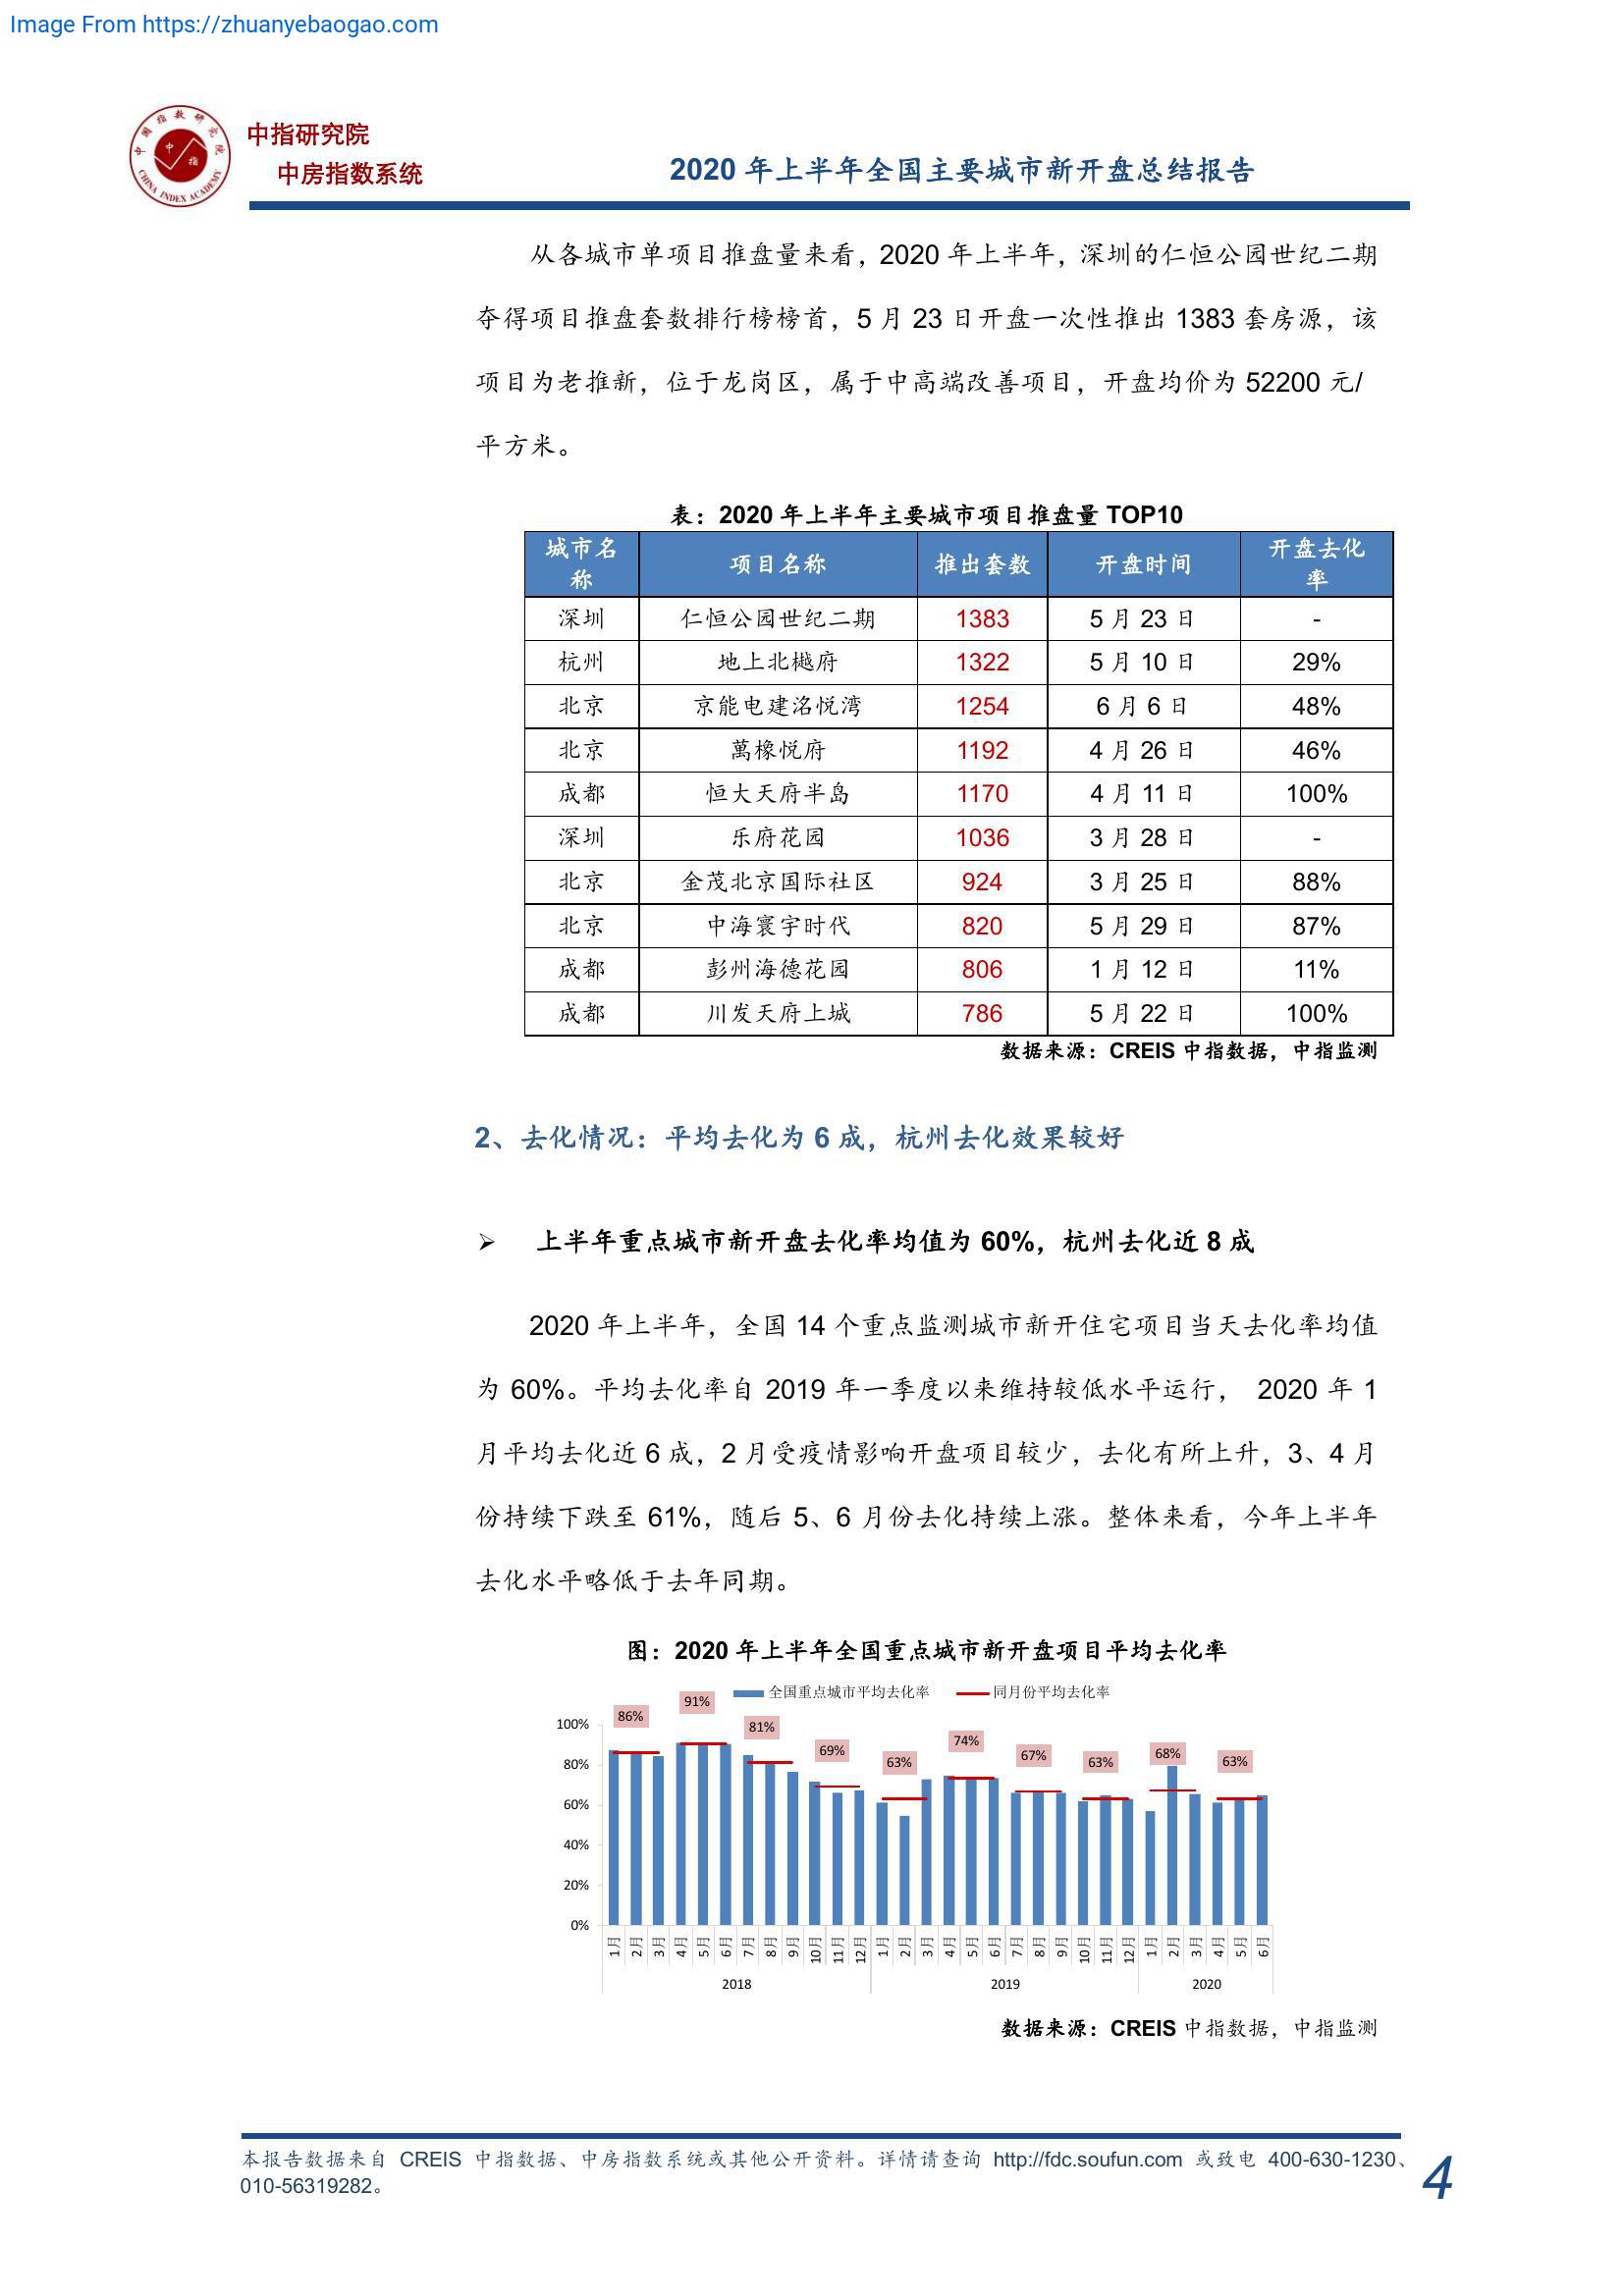 Image From https://zhuanyebaogao.com
中国指数研究院
中 指
CHINA INDEX ACADEMY
中指研究院
中房指数系统
2020 年上半年全国主要城市新开盘总结报告
从各城市单项目推盘量来看，2020 年上半年，深圳的仁恒公园世纪二期
夺得项目推盘套数排行榜榜首，5 月 23 日开盘一次性推出 1383 套房源，该
项目为老推新，位于龙岗区，属于中高端改善项目，开盘均价为 52200 元/
平方米。
表：2020 年上半年主要城市项目推盘量 TOP10
城市名称 项目名称 推出套数 开盘时间 开盘去化率
深圳 仁恒公园世纪二期 1383 5 月 23 日 -
杭州 地上北樾府 1322 5 月 10 日 29%
北京 京能电建洺悦湾 1254 6 月 6 日 48%
北京 萬橡悦府 1192 4 月 26 日 46%
成都 恒大天府半岛 1170 4 月 11 日 100%
深圳 乐府花园 1036 3 月 28 日 -
北京 金茂北京国际社区 924 3 月 25 日 88%
北京 中海寰宇时代 820 5 月 29 日 87%
成都 彭州海德花园 806 1 月 12 日 11%
成都 川发天府上城 786 5 月 22 日 100%
数据来源：CREIS 中指数据，中指监测
2、去化情况：平均去化为 6 成，杭州去化效果较好
➢ 上半年重点城市新开盘去化率均值为 60%，杭州去化近 8 成
2020 年上半年，全国 14 个重点监测城市新开住宅项目当天去化率均值
为 60%。平均去化率自 2019 年一季度以来维持较低水平运行， 2020 年 1
月平均去化近 6 成，2 月受疫情影响开盘项目较少，去化有所上升，3、4 月
份持续下跌至 61%，随后 5、6 月份去化持续上涨。整体来看，今年上半年
去化水平略低于去年同期。
图：2020 年上半年全国重点城市新开盘项目平均去化率
全国重点城市平均去化率 同月份平均去化率
86% 91% 81% 69% 63% 74% 67% 63% 68% 63%
100%
80%
60%
40%
20%
0%
1月 2月 3月 4月 5月 6月 7月 8月 9月 10月 11月 12月 1月 2月 3月 4月 5月 6月 7月 8月 9月 10月 11月 12月 1月 2月 3月 4月 5月 6月
2018 2019 2020
数据来源：CREIS 中指数据，中指监测
本报告数据来自 CREIS 中指数据、中房指数系统或其他公开资料。详情请查询 http://fdc.soufun.com 或致电 400-630-1230、
010-56319282。
4